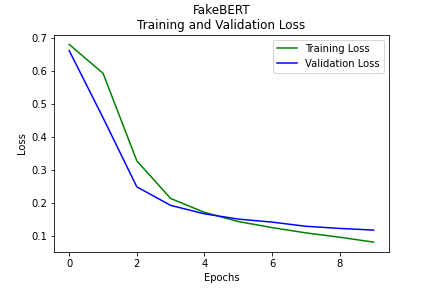 FakeBERT
Training and Validation Loss
Training Loss
Validation Loss
Loss
0.7
0.6
0.5
0.4
0.3
0.2
0.1
0 2 4 6 8
Epochs